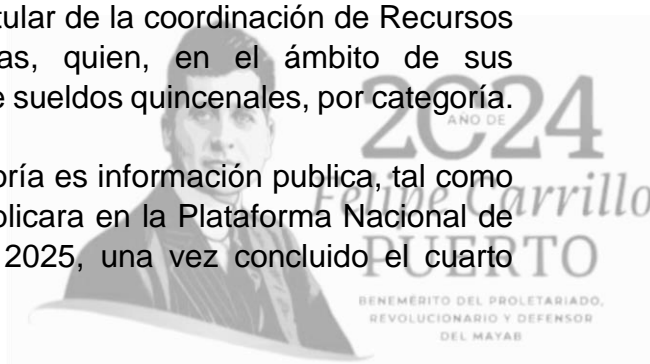 tular de la coordinación de Recursos
as, quien, en el ámbito de sus
e sueldos quincenales, por categoría.
oría es información publica, tal como
olicara en la Plataforma Nacional de
2025, una vez concluido el cuarto
2024
AÑO DE
Felipe Carrillo
PUERTO
BENEMÉRITO DEL PROLETARIADO,
REVOLUCIONARIO Y DEFENSOR
DEL MAYAB